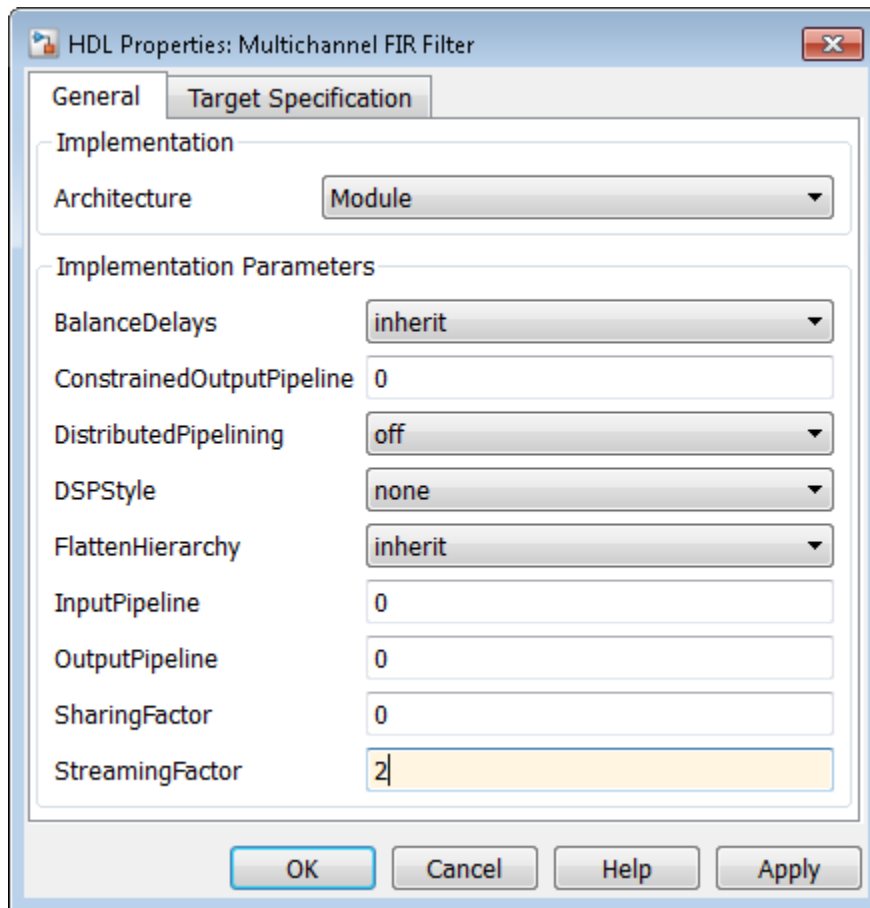 HDL Properties: Multichannel FIR Filter
General Target Specification
Implementation
Architecture Module
Implementation Parameters
BalanceDelays inherit
ConstrainedOutputPipeline 0
DistributedPipelining off
DSPStyle none
FlattenHierarchy inherit
InputPipeline 0
OutputPipeline 0
SharingFactor 0
StreamingFactor 2
OK Cancel Help Apply